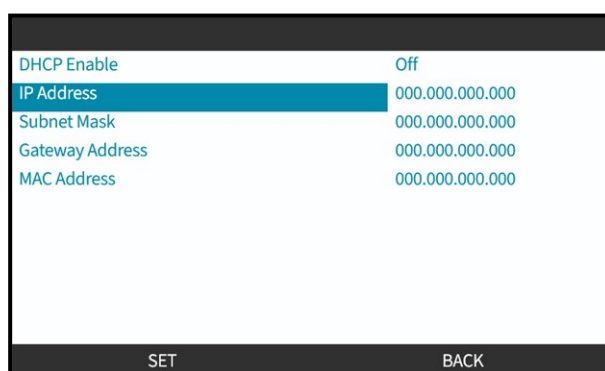 DHCP Enable Off
IP Address 000.000.000.000
Subnet Mask 000.000.000.000
Gateway Address 000.000.000.000
MAC Address 000.000.000.000
SET BACK